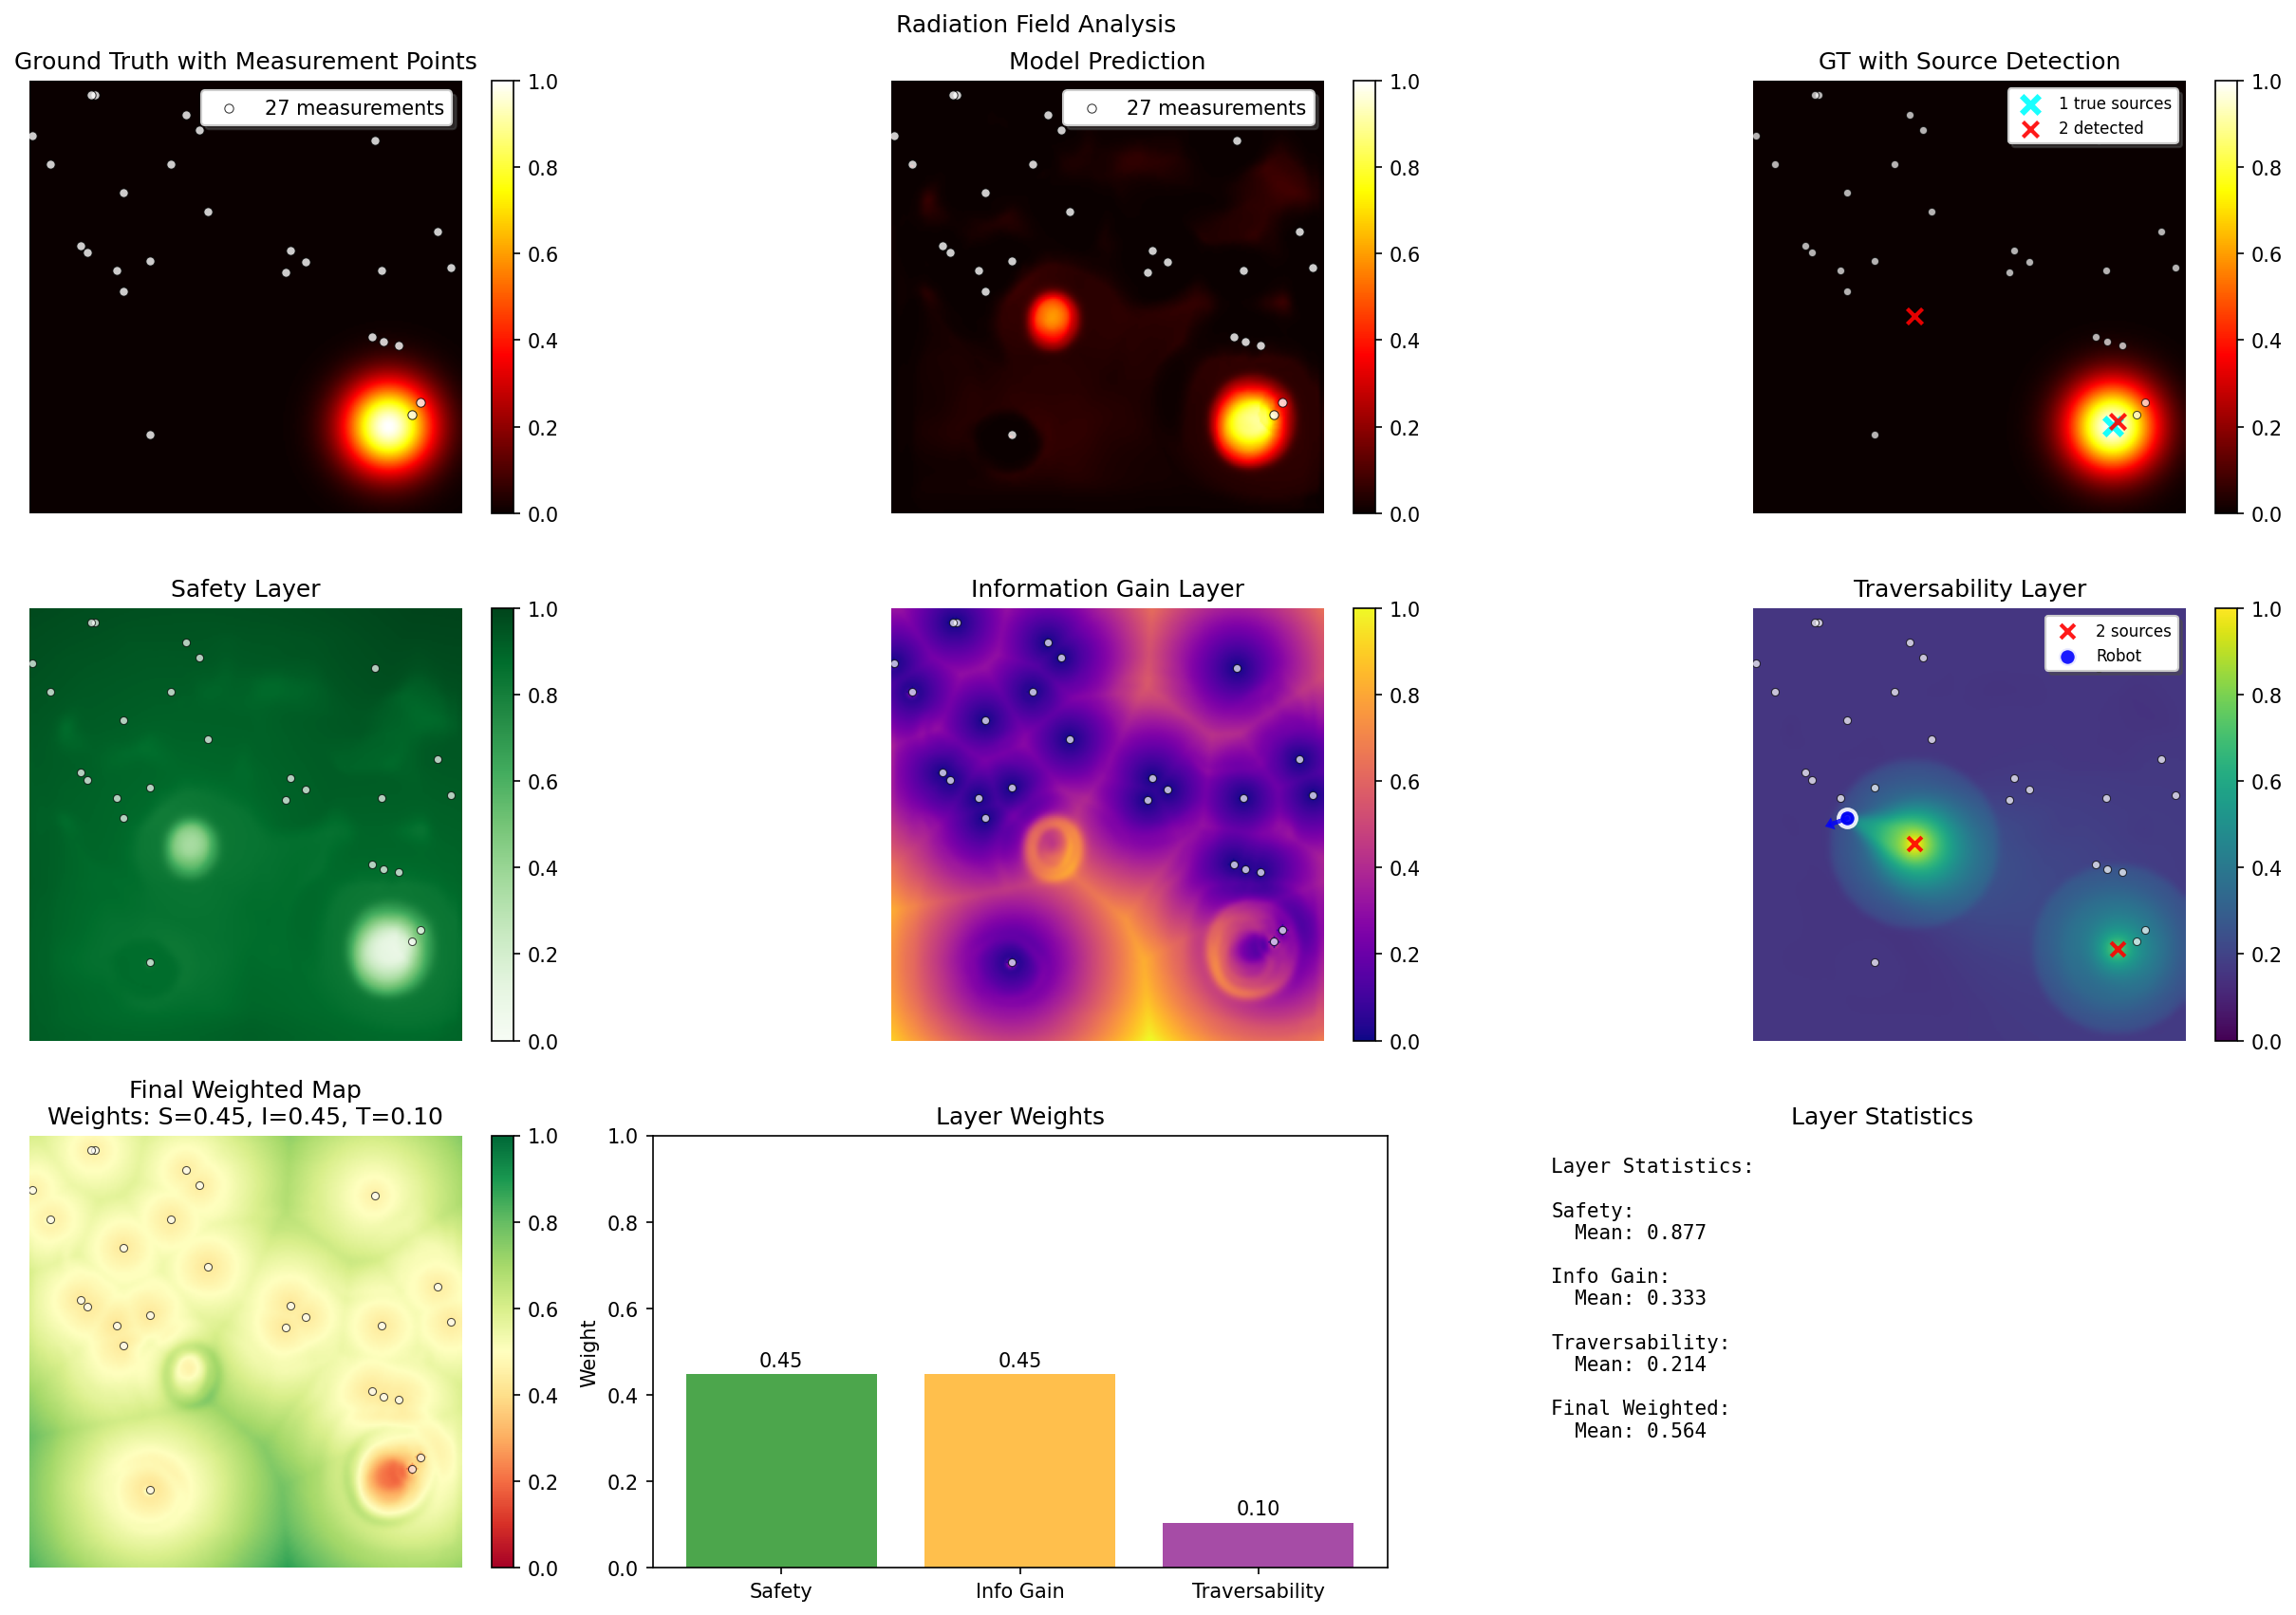 Radiation Field Analysis
Ground Truth with Measurement Points
27 measurements
1.0
0.8
0.6
0.4
0.2
0.0
Model Prediction
27 measurements
1.0
0.8
0.6
0.4
0.2
0.0
GT with Source Detection
1 true sources
2 detected
1.0
0.8
0.6
0.4
0.2
0.0
Safety Layer
1.0
0.8
0.6
0.4
0.2
0.0
Information Gain Layer
1.0
0.8
0.6
0.4
0.2
0.0
Traversability Layer
2 sources
Robot
1.0
0.8
0.6
0.4
0.2
0.0
Final Weighted Map
Weights: S=0.45, I=0.45, T=0.10
1.0
0.8
0.6
0.4
0.2
0.0
Layer Weights
Weight
1.0
0.8
0.6
0.4
0.2
0.0
0.45
0.45
0.10
Safety
Info Gain
Traversability
Layer Statistics
Layer Statistics:
Safety:
Mean: 0.877
Info Gain:
Mean: 0.333
Traversability:
Mean: 0.214
Final Weighted:
Mean: 0.564